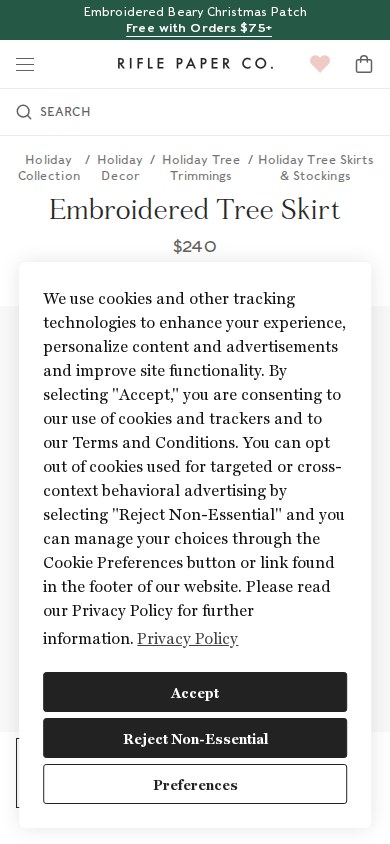 Embroidered Beary Christmas Patch
Free with Orders $75+
RIFLE PAPER CO.
SEARCH
Holiday Collection / Holiday Decor / Holiday Tree Trimmings / Holiday Tree Skirts & Stockings
Embroidered Tree Skirt
$240
We use cookies and other tracking
technologies to enhance your experience,
personalize content and advertisements
and improve site functionality. By
selecting "Accept," you are consenting to
our use of cookies and trackers and to
our Terms and Conditions. You can opt
out of cookies used for targeted or cross-
context behavioral advertising by
selecting "Reject Non-Essential" and you
can manage your choices through the
Cookie Preferences button or link found
in the footer of our website. Please read
our Privacy Policy for further
information. Privacy Policy
Accept
Reject Non-Essential
Preferences